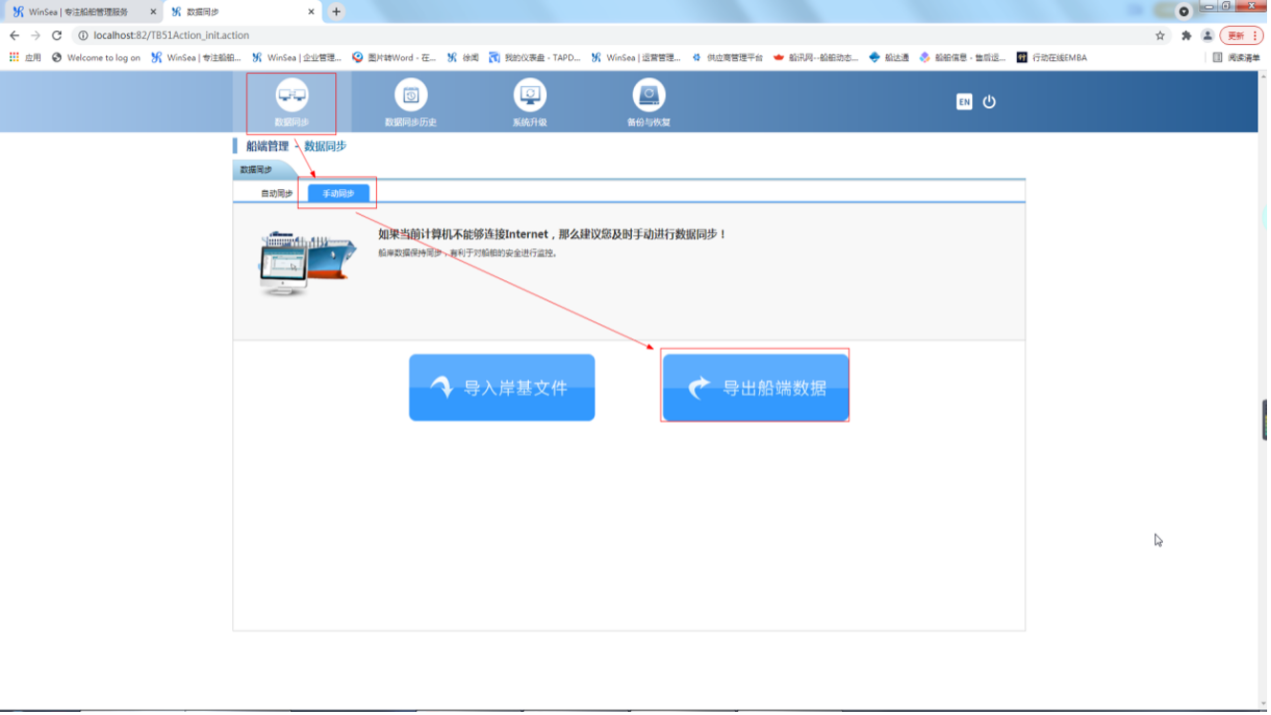 WinSea | 专注船舶管理服务
数据同步
localhost:82/TB51Action_init.action
更新
应用
Welcome to log on
WinSea | 专注船舶...
WinSea | 企业管理...
图片转Word - 在...
徐闻
我的仪表盘 - TAPD...
WinSea | 运营管理...
供应商管理平台
船讯网--船舶动态...
船达通
船舶信息 - 售后运...
行动在线EMBA
阅读清单
数据同步
数据同步历史
系统升级
备份与恢复
EN
船端管理 - 数据同步
数据同步
自动同步
手动同步
如果当前计算机不能够连接Internet，那么建议您及时手动进行数据同步！
船岸数据保持同步，有利于对船舶的安全进行监控。
导入岸基文件
导出船端数据